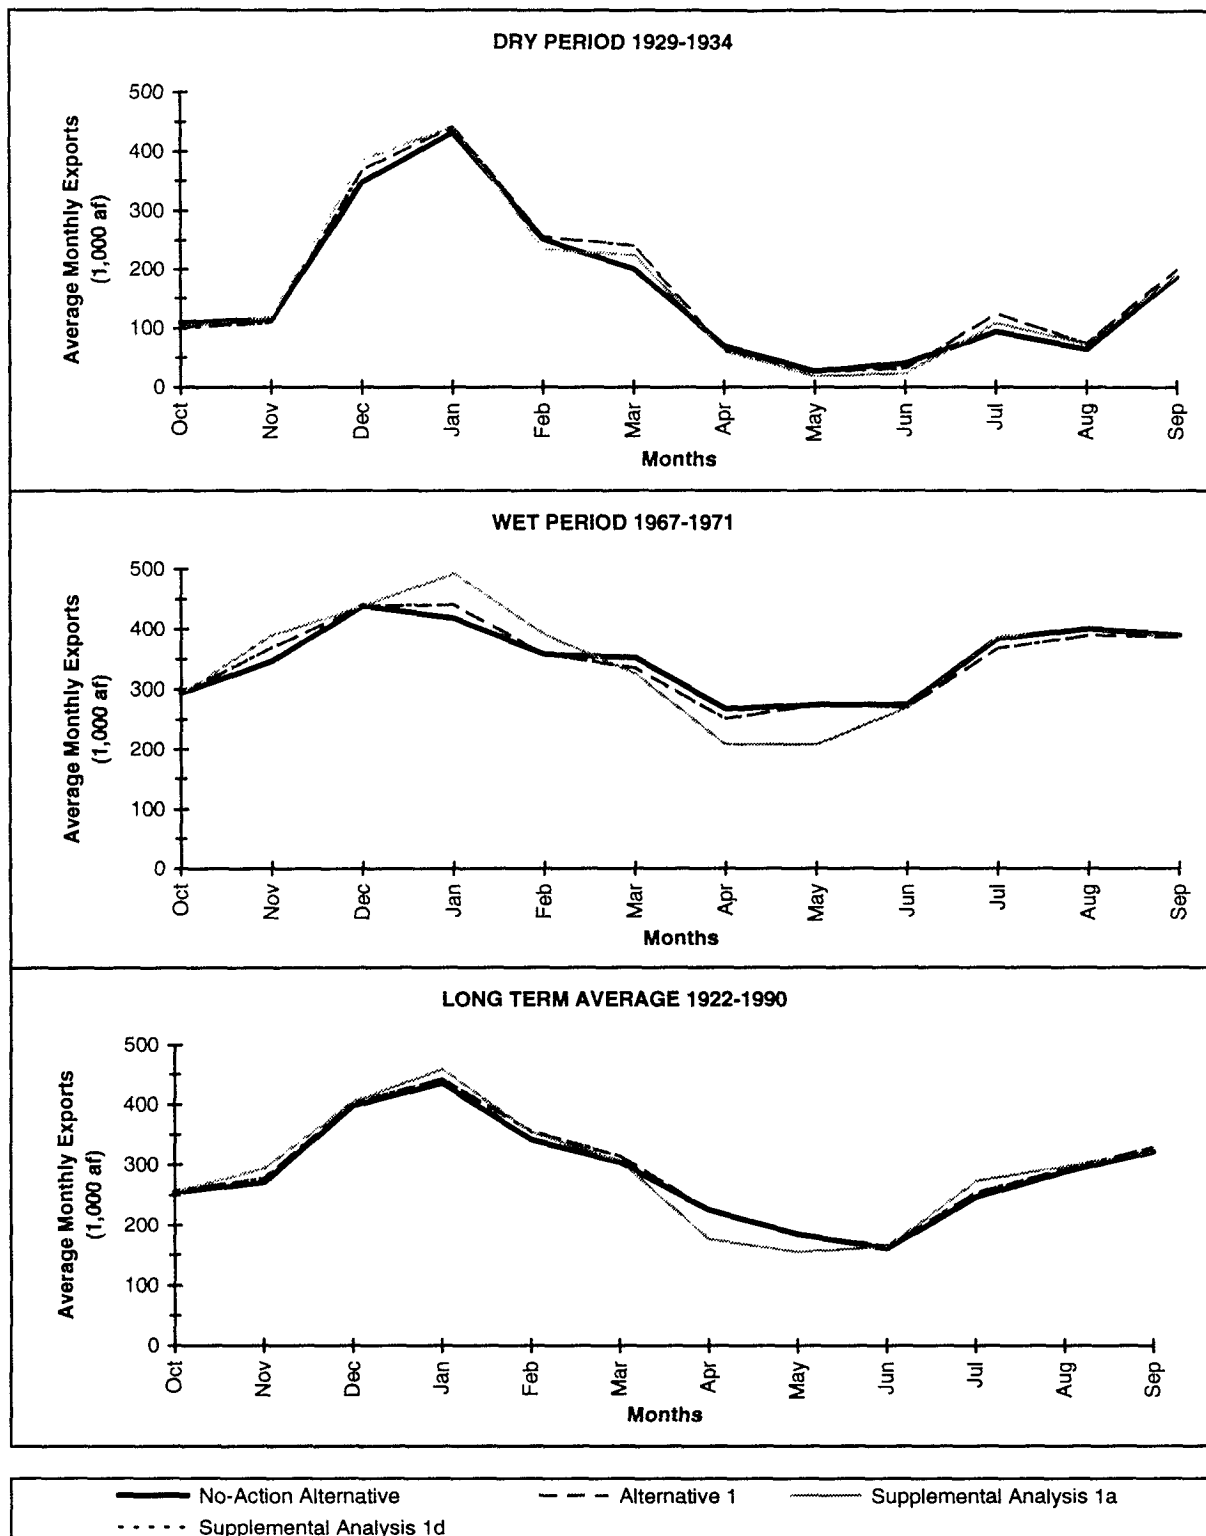 DRY PERIOD 1929-1934
Average Monthly Exports
(1,000 af)
500
400
300
200
100
0
Oct
Nov
Dec
Jan
Feb
Mar
Apr
May
Jun
Jul
Aug
Sep
Months
WET PERIOD 1967-1971
Average Monthly Exports
(1,000 af)
500
400
300
200
100
0
Oct
Nov
Dec
Jan
Feb
Mar
Apr
May
Jun
Jul
Aug
Sep
Months
LONG TERM AVERAGE 1922-1990
Average Monthly Exports
(1,000 af)
500
400
300
200
100
0
Oct
Nov
Dec
Jan
Feb
Mar
Apr
May
Jun
Jul
Aug
Sep
Months
No-Action Alternative Alternative 1 Supplemental Analysis 1a
Supplemental Analysis 1d